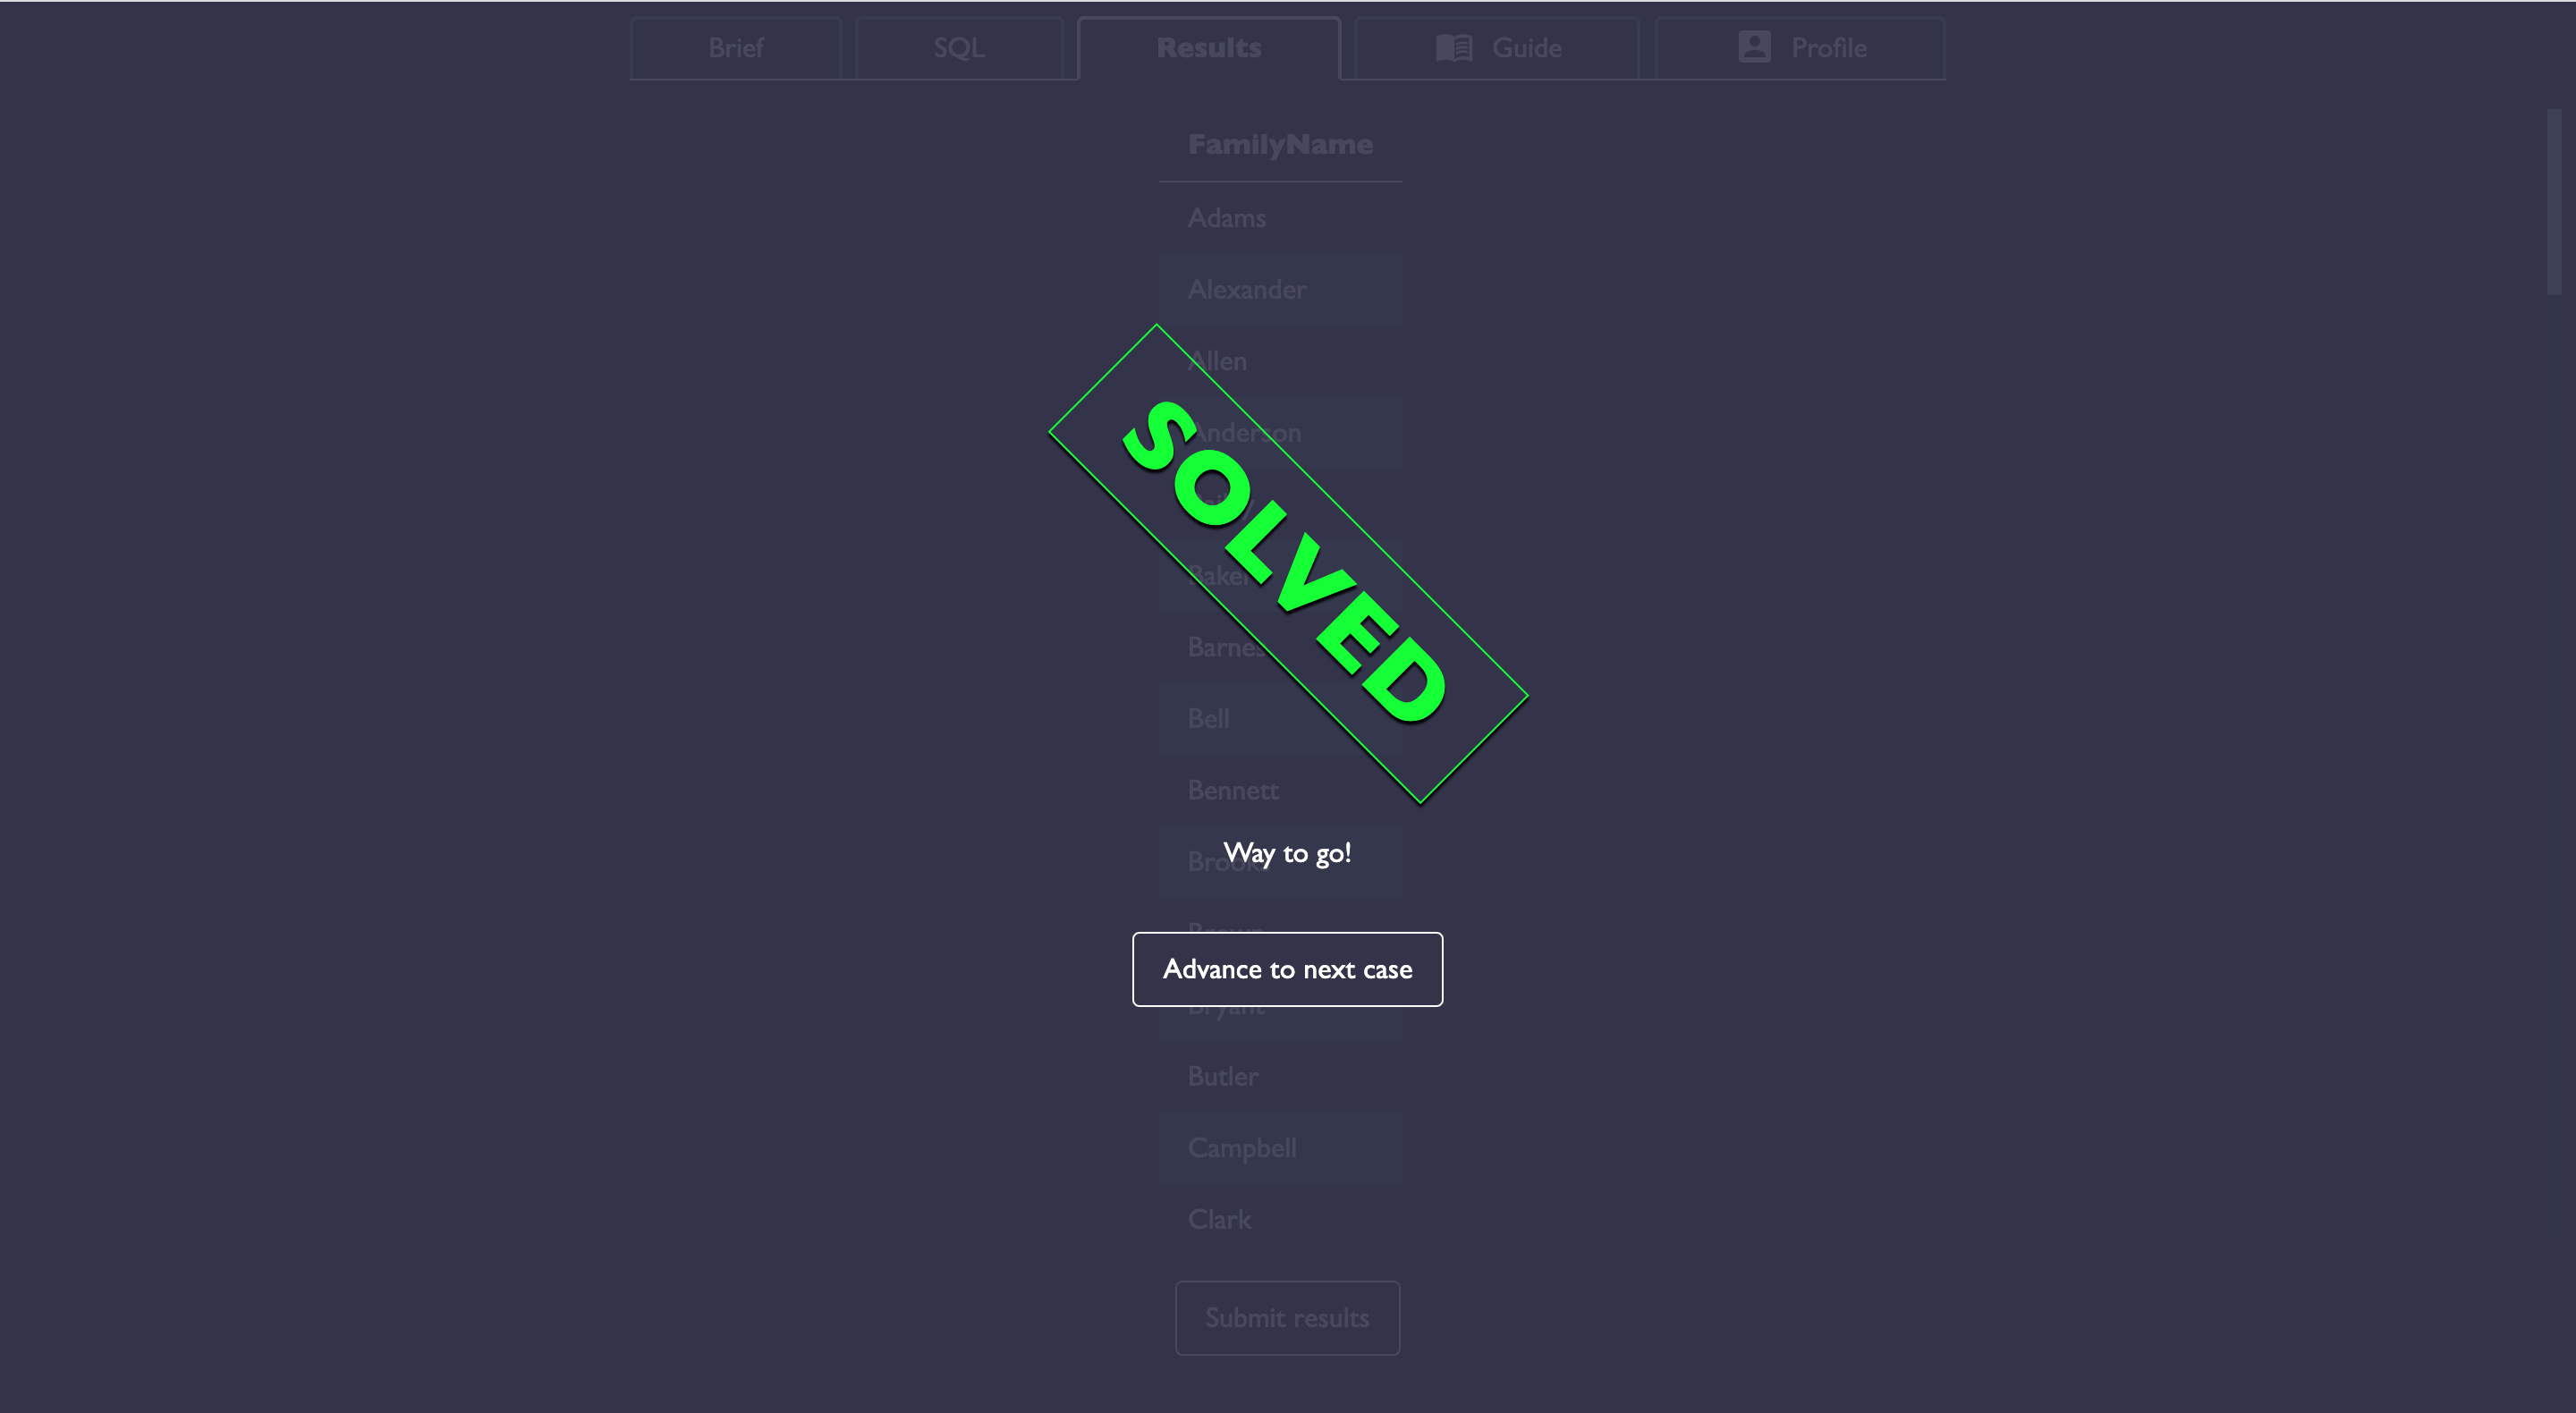 Brief
SQL
Results
Guide
Profile
FamilyName
Adams
Alexander
Allen
Anderson
SOLVED
Baker
Barnes
Bell
Bennett
Way to go!
Brooks
Brown
Advance to next case
Bryant
Butler
Campbell
Clark
Submit results